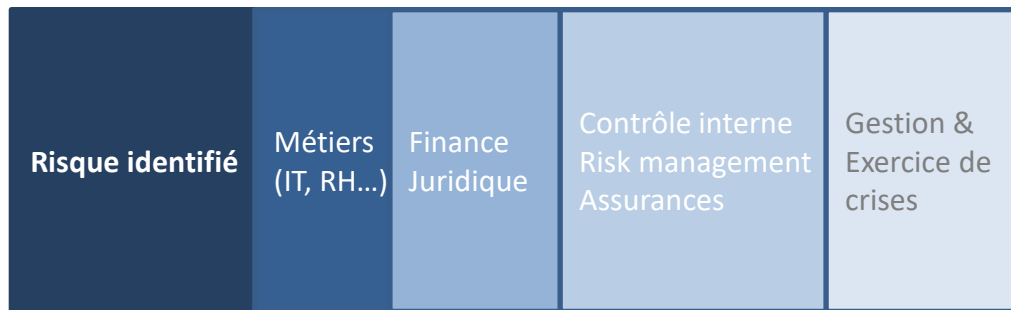 Risque identifié
Métiers
(IT, RH...)
Finance
Juridique
Contrôle interne
Risk management
Assurances
Gestion &
Exercice de
crises